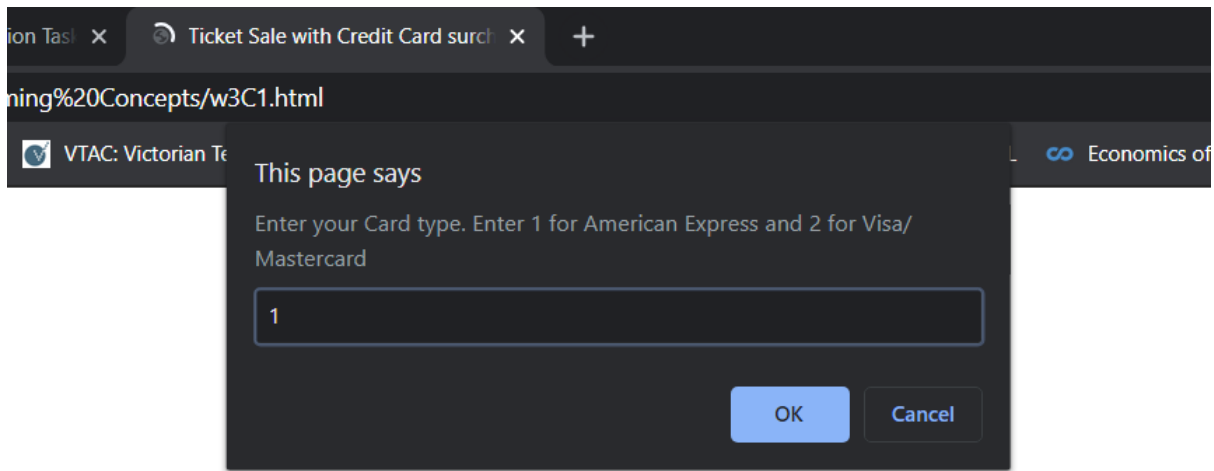 ion Task
Ticket Sale with Credit Card surch
ning%20Concepts/w3C1.html
VTAC: Victorian Te
L
Economics of
This page says
Enter your Card type. Enter 1 for American Express and 2 for Visa/
Mastercard
1
OK Cancel